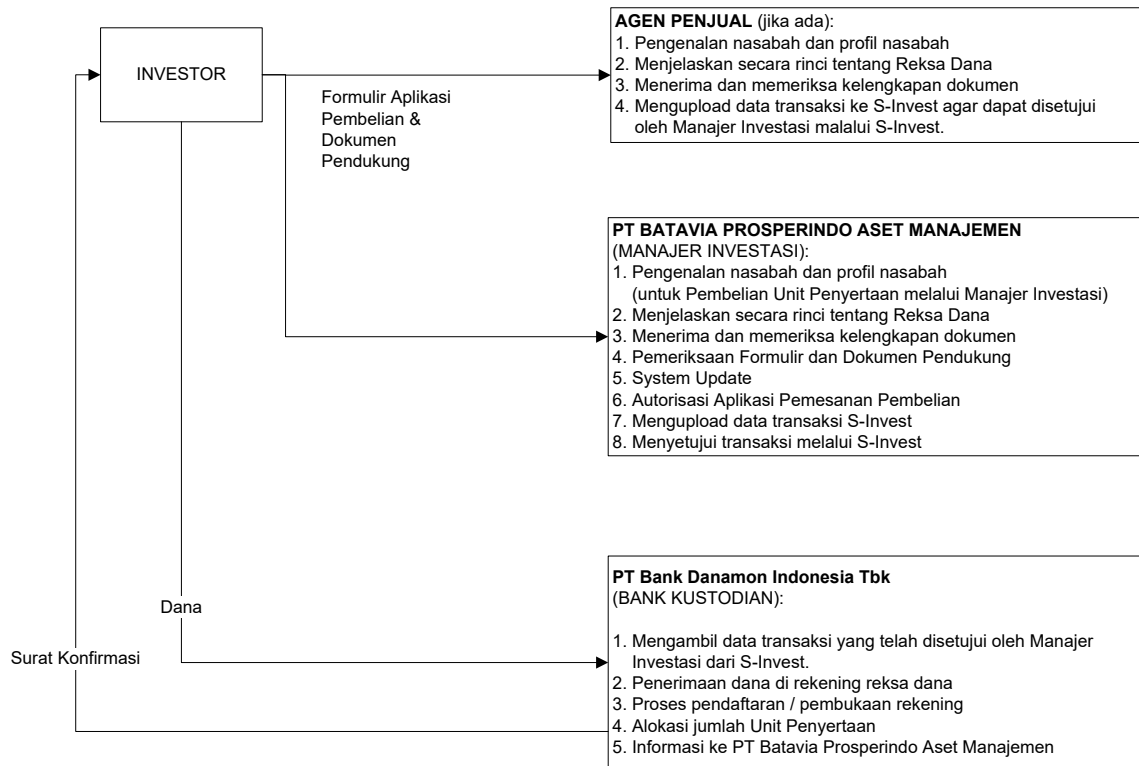 INVESTOR
Formulir Aplikasi
Pembelian &
Dokumen
Pendukung
AGEN PENJUAL (jika ada):
1. Pengenalan nasabah dan profil nasabah
2. Menjelaskan secara rinci tentang Reksa Dana
3. Menerima dan memeriksa kelengkapan dokumen
4. Mengupload data transaksi ke S-Invest agar dapat disetujui
oleh Manajer Investasi malalui S-Invest.
PT BATAVIA PROSPERINDO ASET MANAJEMEN
(MANAJER INVESTASI):
1. Pengenalan nasabah dan profil nasabah
(untuk Pembelian Unit Penyertaan melalui Manajer Investasi)
2. Menjelaskan secara rinci tentang Reksa Dana
3. Menerima dan memeriksa kelengkapan dokumen
4. Pemeriksaan Formulir dan Dokumen Pendukung
5. System Update
6. Autorisasi Aplikasi Pemesanan Pembelian
7. Mengupload data transaksi S-Invest
8. Menyetujui transaksi melalui S-Invest
Dana
Surat Konfirmasi
PT Bank Danamon Indonesia Tbk
(BANK KUSTODIAN):
1. Mengambil data transaksi yang telah disetujui oleh Manajer
Investasi dari S-Invest.
2. Penerimaan dana di rekening reksa dana
3. Proses pendaftaran / pembukaan rekening
4. Alokasi jumlah Unit Penyertaan
5. Informasi ke PT Batavia Prosperindo Aset Manajemen